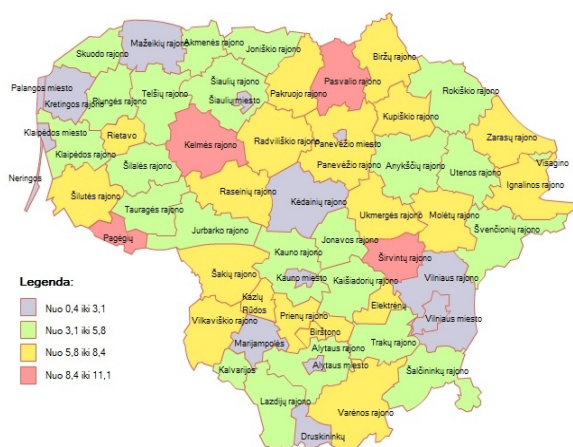 Mažeikių rajono
Akmenės rajono
Skuodo rajono
Joniškio rajono
Biržų rajono
Pasvalio rajono
Palangos miesto
Kretingos rajono
Plungės rajono
Telšių rajono
Šiaulių rajono
Šiaulių miesto
Pakruojo rajono
Rokiškio rajono
Kupiškio rajono
Klaipėdos miesto
Rietavo
Kelmės rajono
Radviliškio rajono
Panevėžio miesto
Zarasų rajono
Klaipėdos rajono
Šilalės rajono
Panevėžio rajono
Anykščių rajono
Utenos rajono
Visagino
Ignalinos rajono
Neringos
Šilutės rajono
Raseinių rajono
Kėdainių rajono
Tauragės rajono
Ukmergės rajono
Molėtų rajono
Švenčionių rajono
Pagėgių
Jurbarko rajono
Jonavos rajono
Kauno rajono
Širvintų rajono
Šakių rajono
Kauno miesto
Kaišiadorių rajono
Vilniaus rajono
Legenda:
Nuo 0,4 iki 3,1
Nuo 3,1 iki 5,8
Nuo 5,8 iki 8,4
Nuo 8,4 iki 11,1
Kazlų
Rūdos
Vilkaviškio rajono
Prienų rajono
Elektrėnų
Vilniaus miesto
Birštono
Marijampolės
Alytaus rajono
Trakų rajono
Kalvarijos
Alytaus miesto
Šalčininkų rajono
Lazdijų rajono
Varėnos rajono
Druskininkų